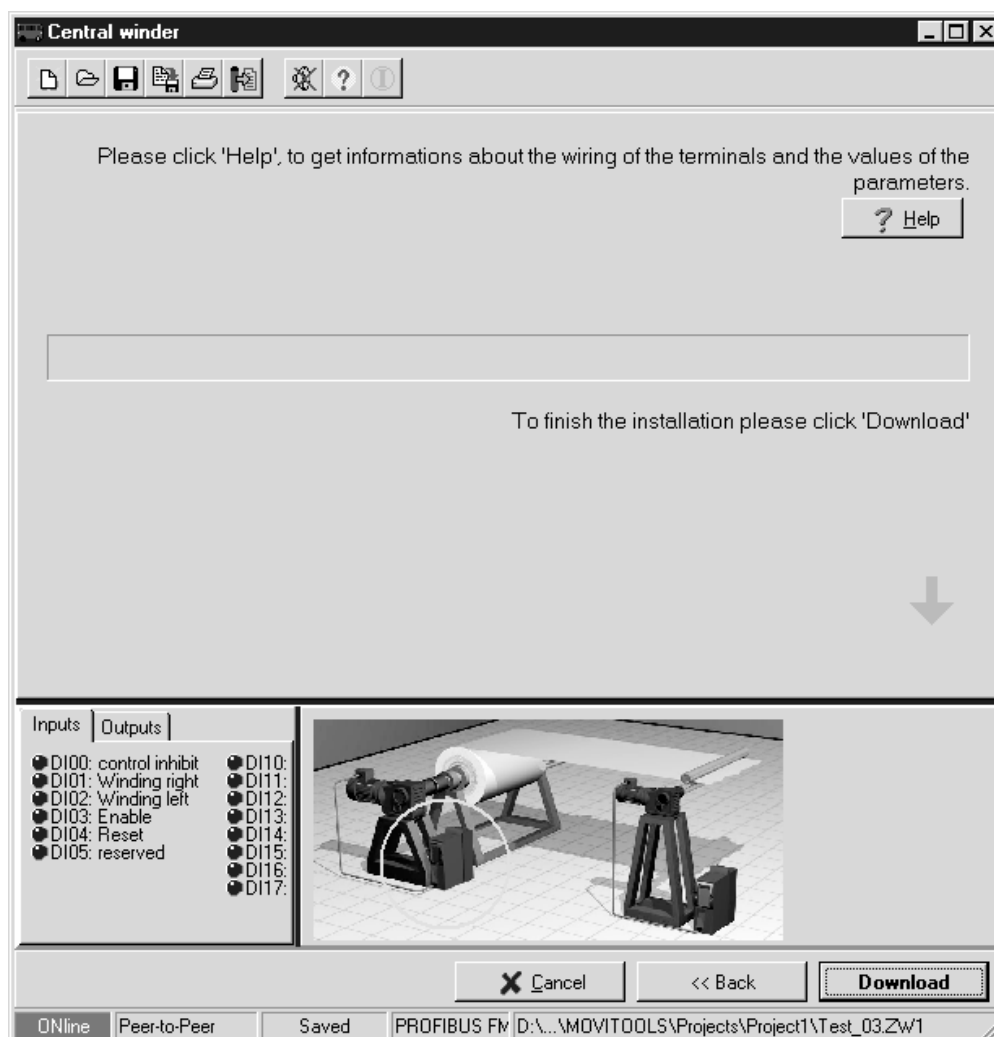 Central winder
Please click 'Help', to get informations about the wiring of the terminals and the values of the
parameters.
? Help
To finish the installation please click 'Download'
Inputs
Outputs
DI00: control inhibit
DI01: Winding right
DI02: Winding left
DI03: Enable
DI04: Reset
DI05: reserved
DI10:
DI11:
DI12:
DI13:
DI14:
DI15:
DI16:
DI17:
Cancel
<< Back
Download
ONline
Peer-to-Peer
Saved
PROFIBUS FM
D:\...\MOVITOOLS\Projects\Project1\Test_03.ZW1